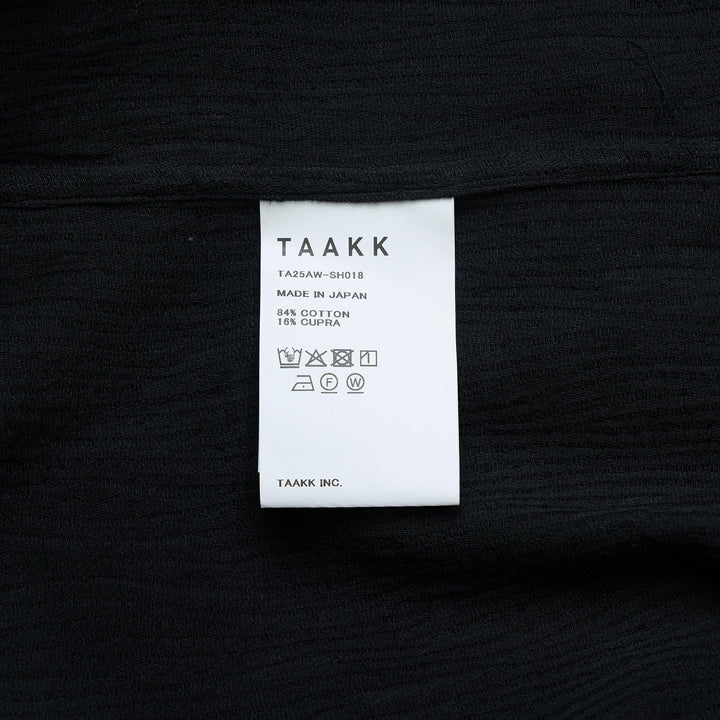 TAAKK
TA25AW-SH018
MADE IN JAPAN
84% COTTON
16% CUPRA
F W
TAAKK INC.